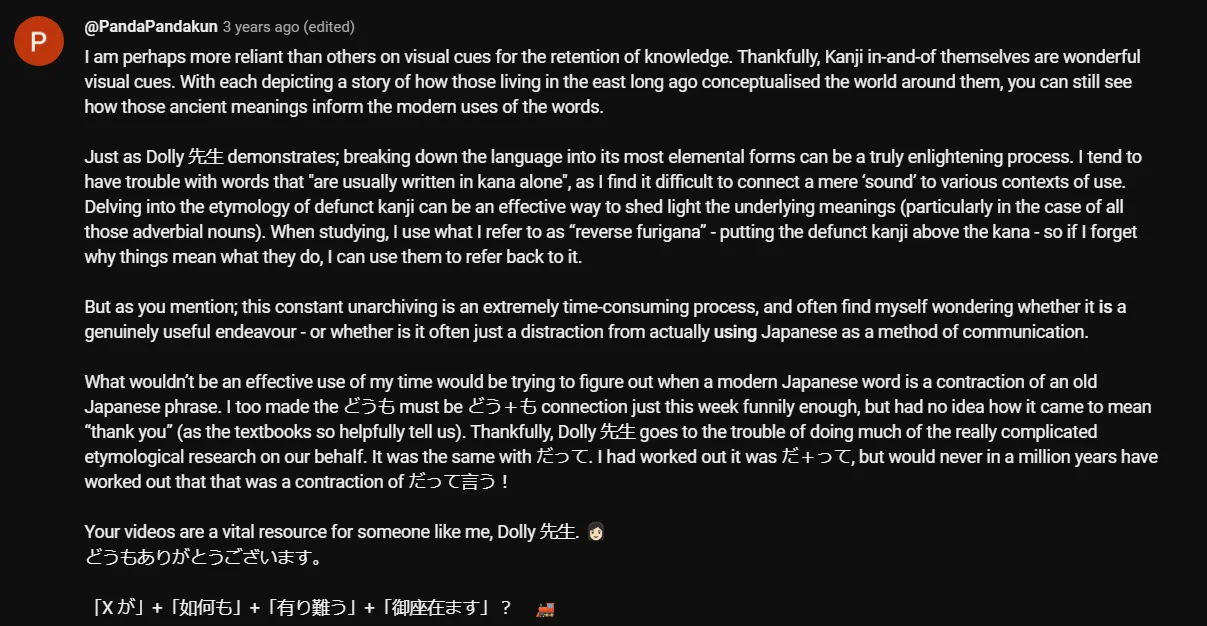 P
@PandaPandakun 3 years ago (edited)
I am perhaps more reliant than others on visual cues for the retention of knowledge. Thankfully, Kanji in-and-of themselves are wonderful
visual cues. With each depicting a story of how those living in the east long ago conceptualised the world around them, you can still see
how those ancient meanings inform the modern uses of the words.
Just as Dolly 先生 demonstrates; breaking down the language into its most elemental forms can be a truly enlightening process. I tend to
have trouble with words that "are usually written in kana alone", as I find it difficult to connect a mere ‘sound’ to various contexts of use.
Delving into the etymology of defunct kanji can be an effective way to shed light the underlying meanings (particularly in the case of all
those adverbial nouns). When studying, I use what I refer to as “reverse furigana” - putting the defunct kanji above the kana - so if I forget
why things mean what they do, I can use them to refer back to it.
But as you mention; this constant unarchiving is an extremely time-consuming process, and often find myself wondering whether it is a
genuinely useful endeavour - or whether is it often just a distraction from actually using Japanese as a method of communication.
What wouldn’t be an effective use of my time would be trying to figure out when a modern Japanese word is a contraction of an old
Japanese phrase. I too made the どうも must be どう＋も connection just this week funnily enough, but had no idea how it came to mean
“thank you” (as the textbooks so helpfully tell us). Thankfully, Dolly 先生 goes to the trouble of doing much of the really complicated
etymological research on our behalf. It was the same with だって. I had worked out it was だ＋って, but would never in a million years have
worked out that that was a contraction of だって言う！
Your videos are a vital resource for someone like me, Dolly 先生. 👩🏻
どうもありがとうございます。
「X が」+「如何も」+「有り難う」+「御座在ます」？ 🚂